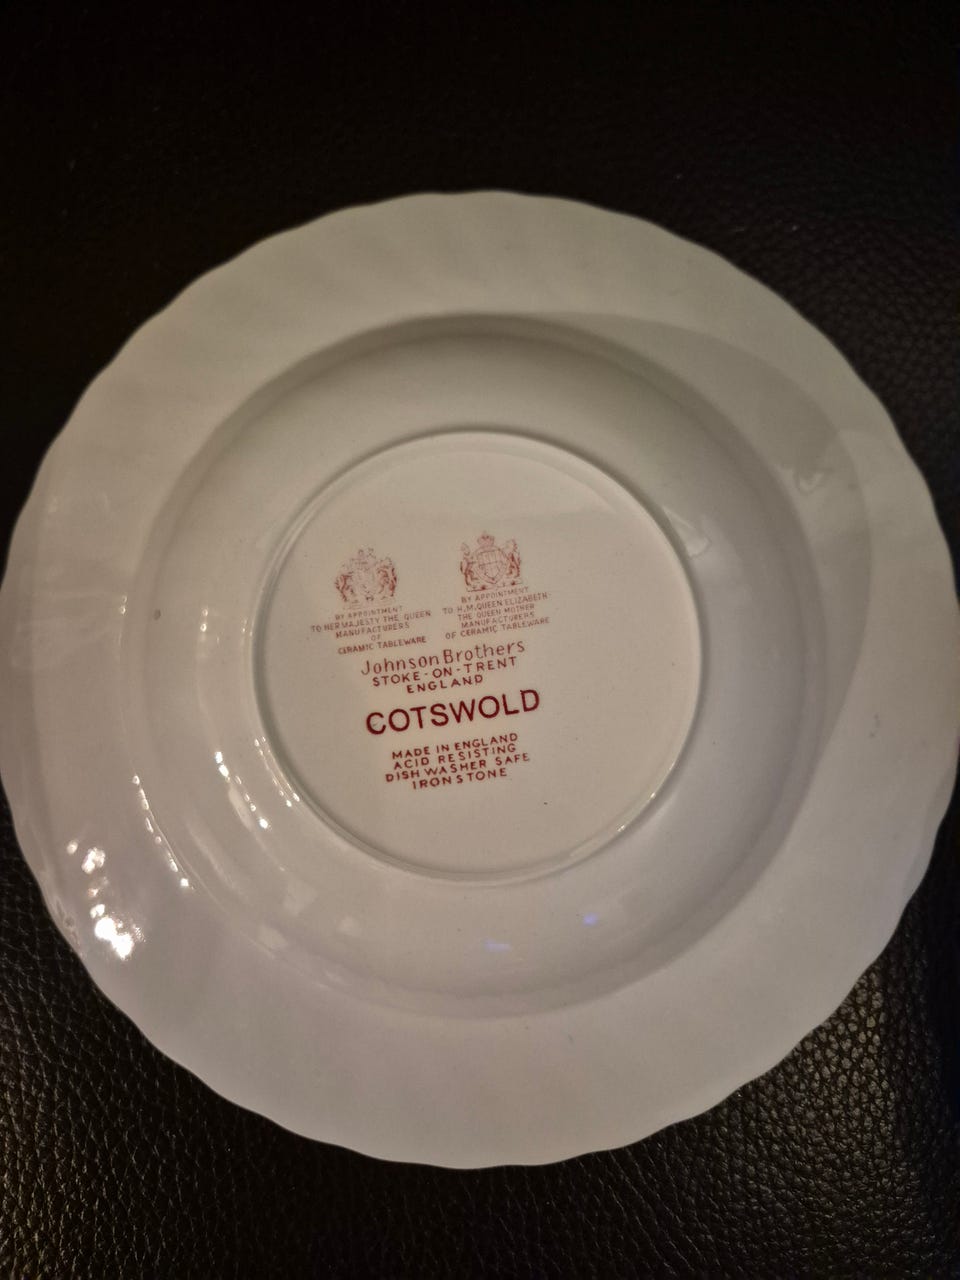 BY APPOINTMENT
TO HER MAJESTY THE QUEEN
MANUFACTURERS
OF
CERAMIC TABLEWARE
BY APPOINTMENT
TO H.M.QUEEN ELIZABETH
THE QUEEN MOTHER
MANUFACTURERS
OF CERAMIC TABLEWARE
Johnson Brothers
STOKE-ON-TRENT
ENGLAND
COTSWOLD
MADE IN ENGLAND
ACID RESISTING
DISH WASHER SAFE
IRONSTONE